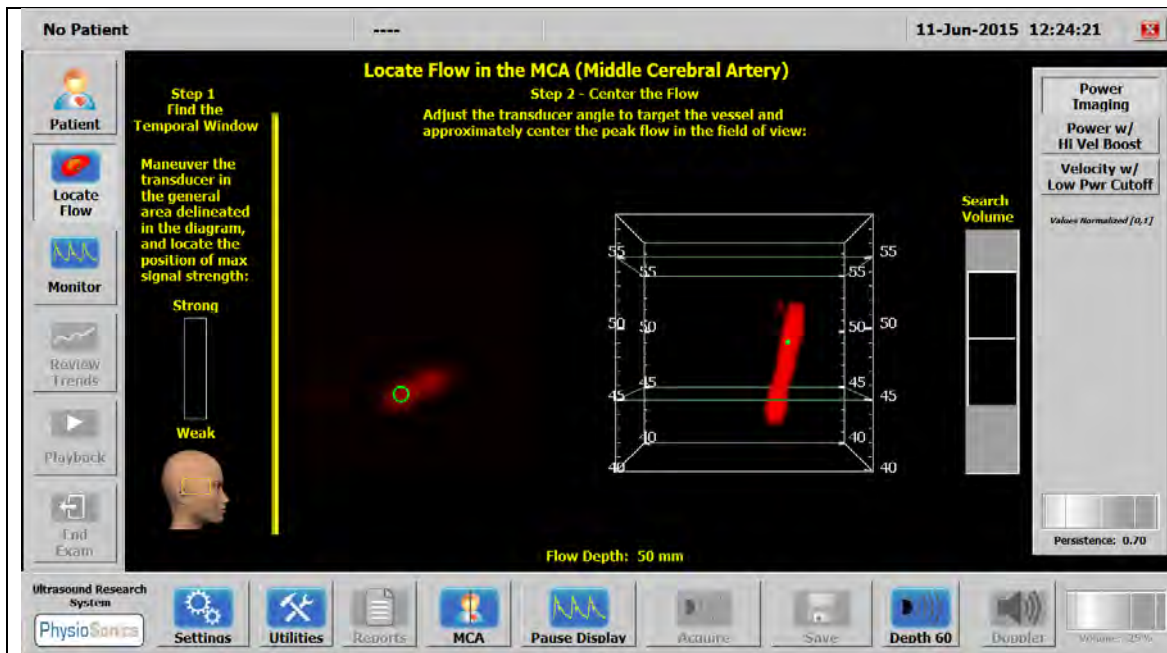 No Patient
----
11-Jun-2015 12:24:21
Patient
Locate
Flow
Monitor
Review
Trends
Playback
End
Exam
Locate Flow in the MCA (Middle Cerebral Artery)
Step 1
Find the
Temporal Window
Maneuver the
transducer in
the general
area delineated
in the diagram,
and locate the
position of max
signal strength:
Strong
Weak
Step 2 - Center the Flow
Adjust the transducer angle to target the vessel and
approximately center the peak flow in the field of view:
55 55 55 55
50 50 50 50
45 45 45 45
40 40 40 40
Flow Depth: 50 mm
Search
Volume
Power
Imaging
Power w/
Hi Vel Boost
Velocity w/
Low Pwr Cutoff
Values Normalized [0,1]
Persistence: 0.70
Ultrasound Research
System
PhysioSonics
Settings
Utilities
Reports
MCA
Pause Display
Acquire
Save
Depth 60
Doppler
Volume: 25%